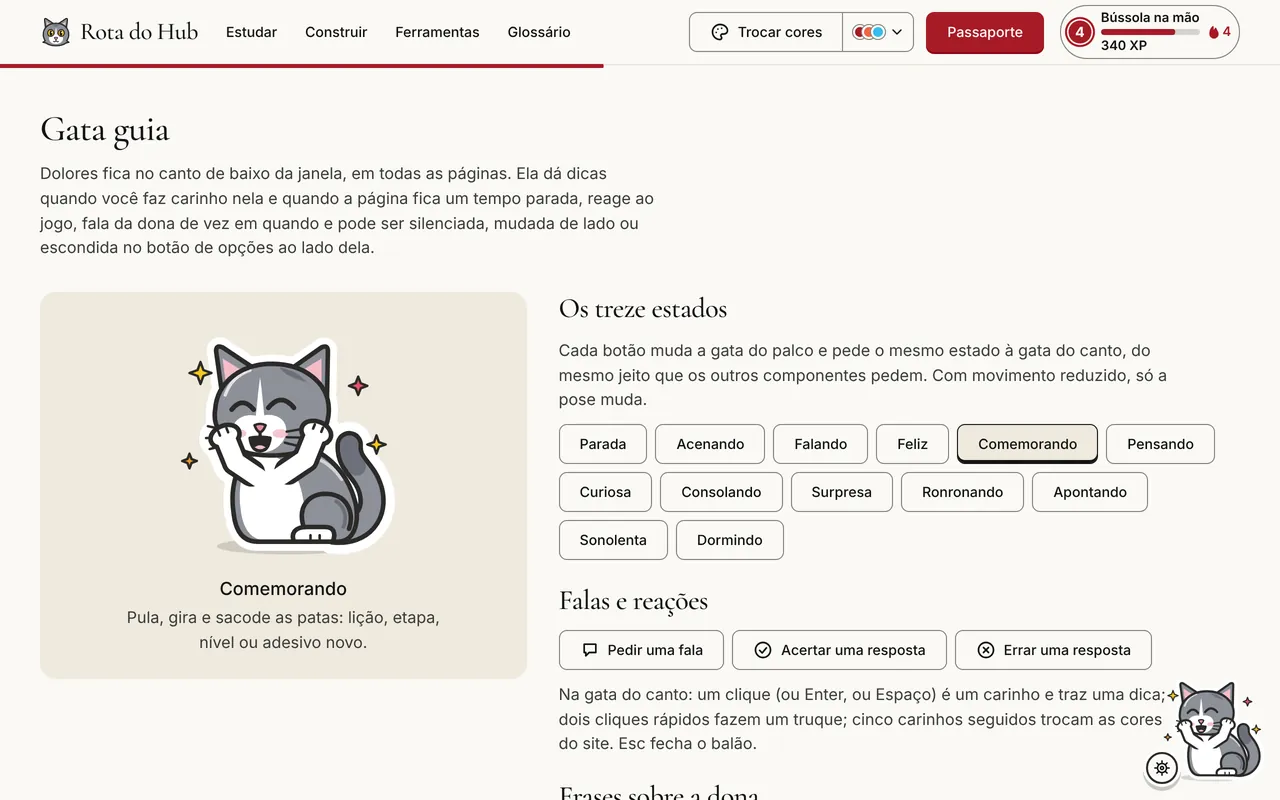 Rota do Hub
Estudar
Construir
Ferramentas
Glossário
Trocar cores
Passaporte
4
Bússola na mão
340 XP
4
Gata guia
Dolores fica no canto de baixo da janela, em todas as páginas. Ela dá dicas
quando você faz carinho nela e quando a página fica um tempo parada, reage ao
jogo, fala da dona de vez em quando e pode ser silenciada, mudada de lado ou
escondida no botão de opções ao lado dela.
Comemorando
Pula, gira e sacode as patas: lição, etapa,
nível ou adesivo novo.
Os treze estados
Cada botão muda a gata do palco e pede o mesmo estado à gata do canto, do
mesmo jeito que os outros componentes pedem. Com movimento reduzido, só a
pose muda.
Parada
Acenando
Falando
Feliz
Comemorando
Pensando
Curiosa
Consolando
Surpresa
Ronronando
Apontando
Sonolenta
Dormindo
Falas e reações
Pedir uma fala
Acertar uma resposta
Errar uma resposta
Na gata do canto: um clique (ou Enter, ou Espaço) é um carinho e traz uma dica;
dois cliques rápidos fazem um truque; cinco carinhos seguidos trocam as cores
do site. Esc fecha o balão.
Frases sobre a dona